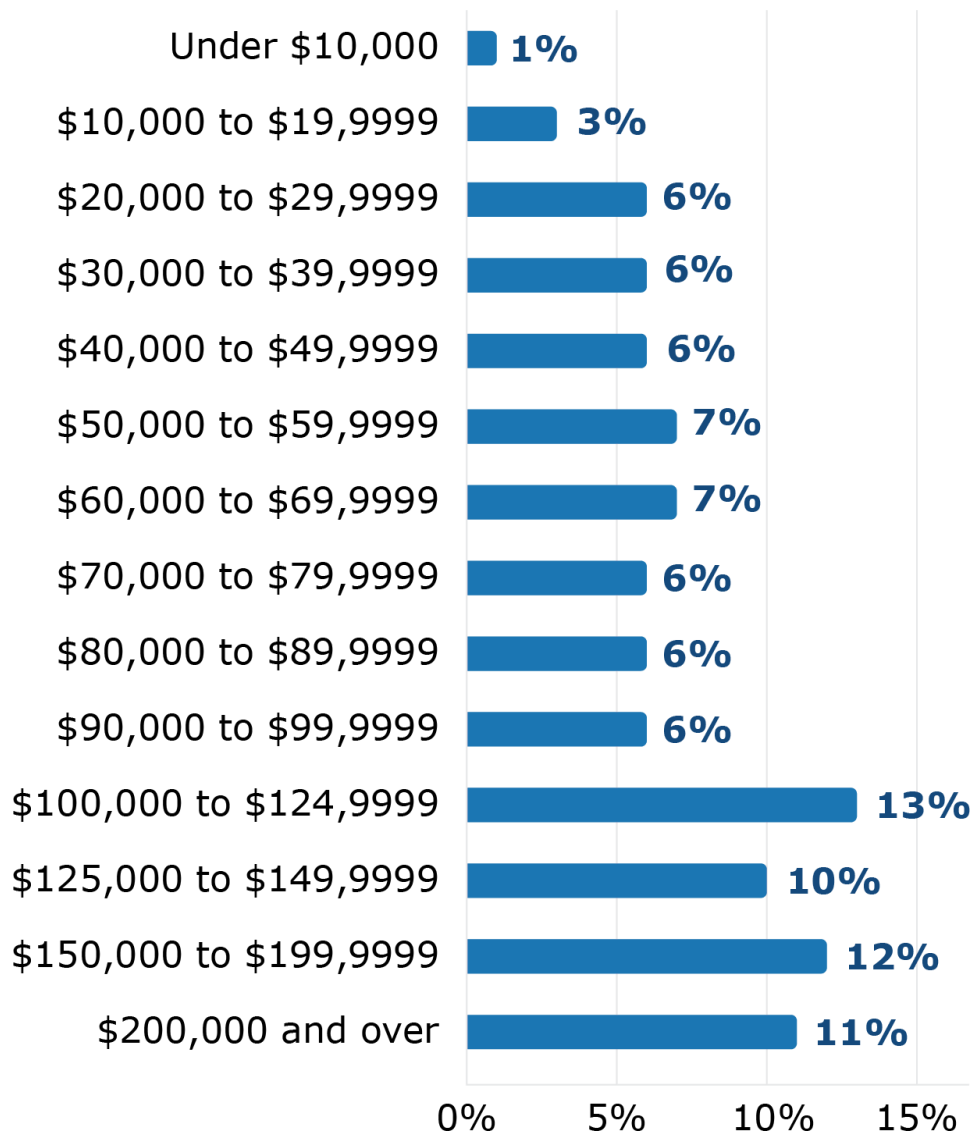 Under $10,000 1%
$10,000 to $19,9999 3%
$20,000 to $29,9999 6%
$30,000 to $39,9999 6%
$40,000 to $49,9999 6%
$50,000 to $59,9999 7%
$60,000 to $69,9999 7%
$70,000 to $79,9999 6%
$80,000 to $89,9999 6%
$90,000 to $99,9999 6%
$100,000 to $124,9999 13%
$125,000 to $149,9999 10%
$150,000 to $199,9999 12%
$200,000 and over 11%
0% 5% 10% 15%